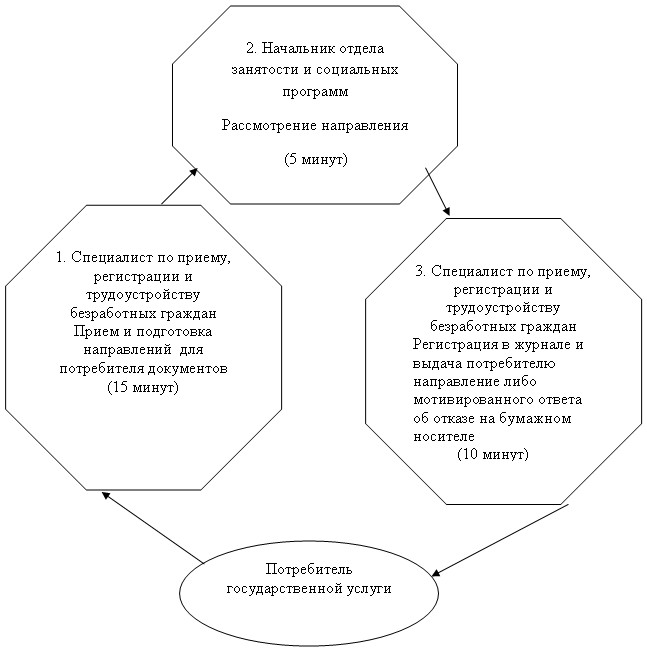 2. Начальник отдела
занятости и социальных
программ
Рассмотрение направления
(5 минут)
1. Специалист по приему,
регистрации и
трудоустройству
безработных граждан
Прием и подготовка
направлений для
потребителя документов
(15 минут)
3. Специалист по приему,
регистрации и
трудоустройству
безработных граждан
Регистрация в журнале и
выдача потребителю
направление либо
мотивированного ответа
об отказе на бумажном
носителе
(10 минут)
Потребитель
государственной услуги